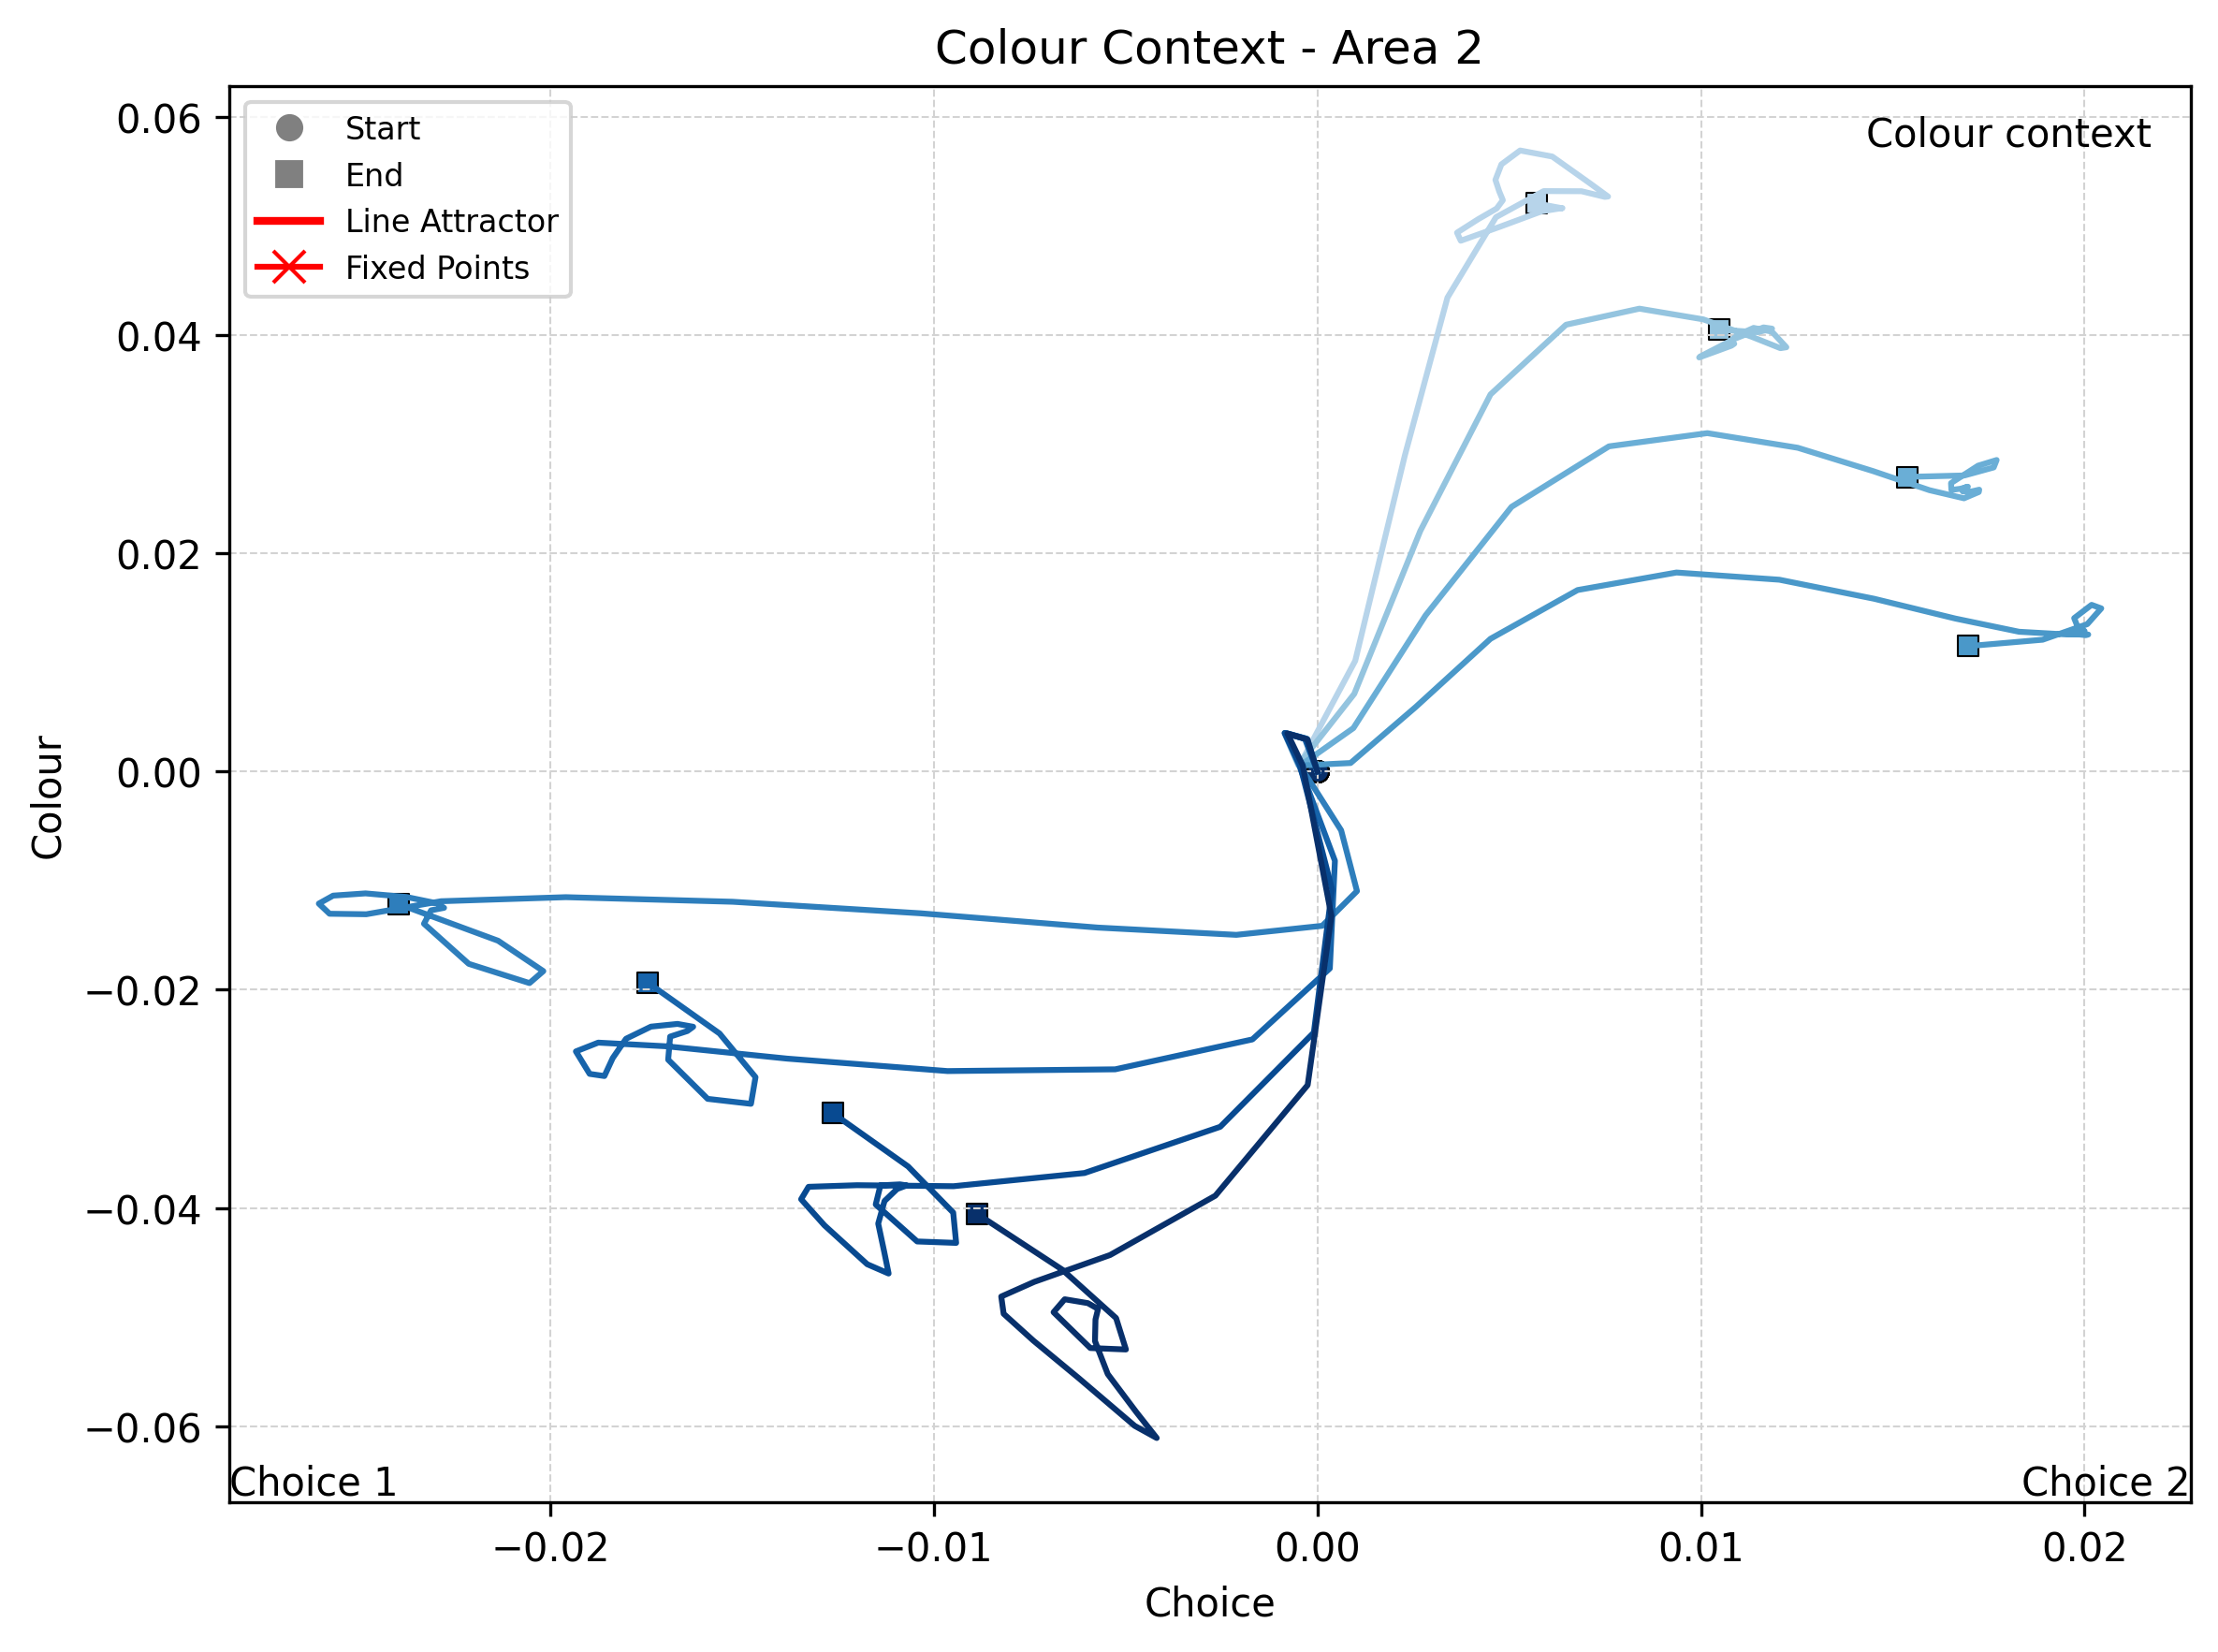 Colour Context - Area 2
Start
End
Line Attractor
Fixed Points
Colour context
0.06
0.04
0.02
0.00
−0.02
−0.04
−0.06
Colour
Choice 1
Choice 2
−0.02
−0.01
0.00
0.01
0.02
Choice